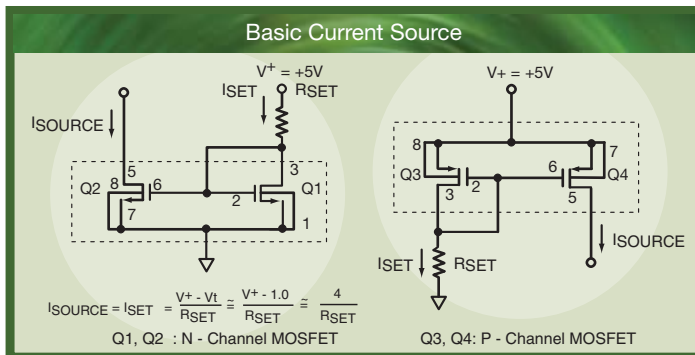 Basic Current Source
V+ = +5V
ISET RSET
ISOURCE
5
3
8 6
Q2 Q1
2
7
1
ISOURCE = ISET = V+ - Vt / RSET ≅ V+ - 1.0 / RSET ≅ 4 / RSET
Q1, Q2 : N - Channel MOSFET
V+ = +5V
8 7
6
Q3 2 Q4
3 5
ISOURCE
ISET RSET
Q3, Q4: P - Channel MOSFET